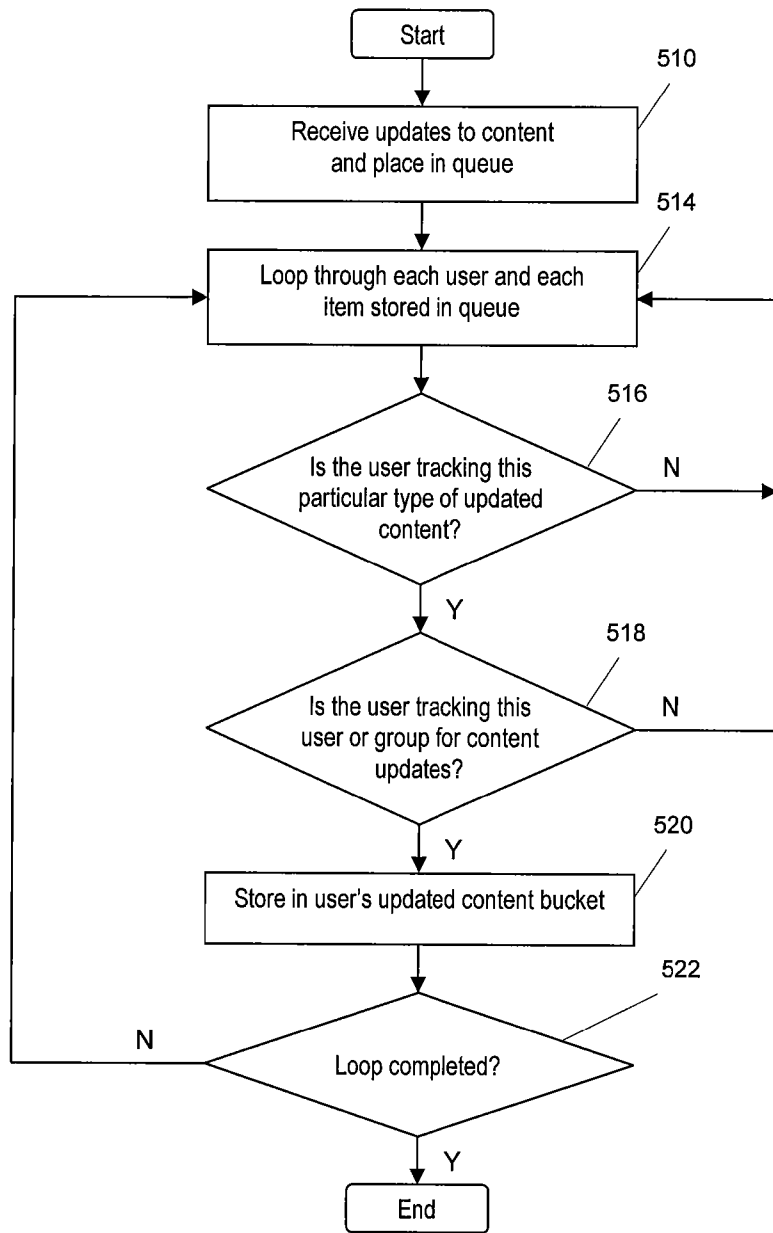 Start
510
Receive updates to content
and place in queue
514
Loop through each user and each
item stored in queue
516
Is the user tracking this
particular type of updated
content?
N
Y
518
Is the user tracking this
user or group for content
updates?
N
Y
520
Store in user's updated content bucket
522
N
Loop completed?
Y
End